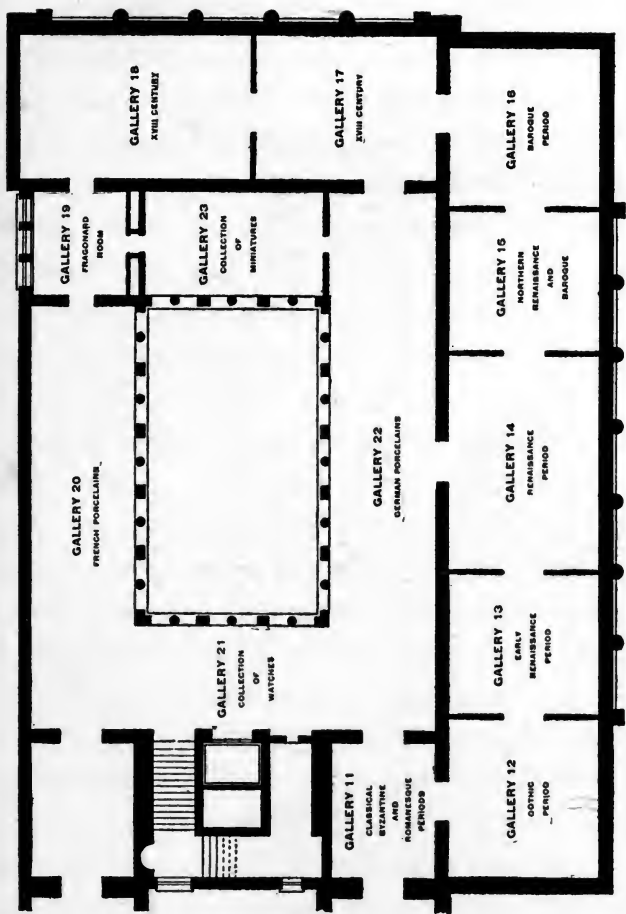 GALLERY 20
FRENCH PORCELAINS
GALLERY 19
FRAGONARD
ROOM
GALLERY 18
XVIII CENTURY
GALLERY 21
COLLECTION
OF
WATCHES
GALLERY 23
COLLECTION
OF
MINIATURES
GALLERY 17
XVIII CENTURY
GALLERY 11
CLASSICAL
BYZANTINE
AND
ROMANESQUE
PERIODS
GALLERY 22
GERMAN PORCELAINS
GALLERY 12
GOTHIC
PERIOD
GALLERY 13
EARLY
RENAISSANCE
PERIOD
GALLERY 14
RENAISSANCE
PERIOD
GALLERY 15
NORTHERN
RENAISSANCE
AND
BAROQUE
GALLERY 16
BAROQUE
PERIOD